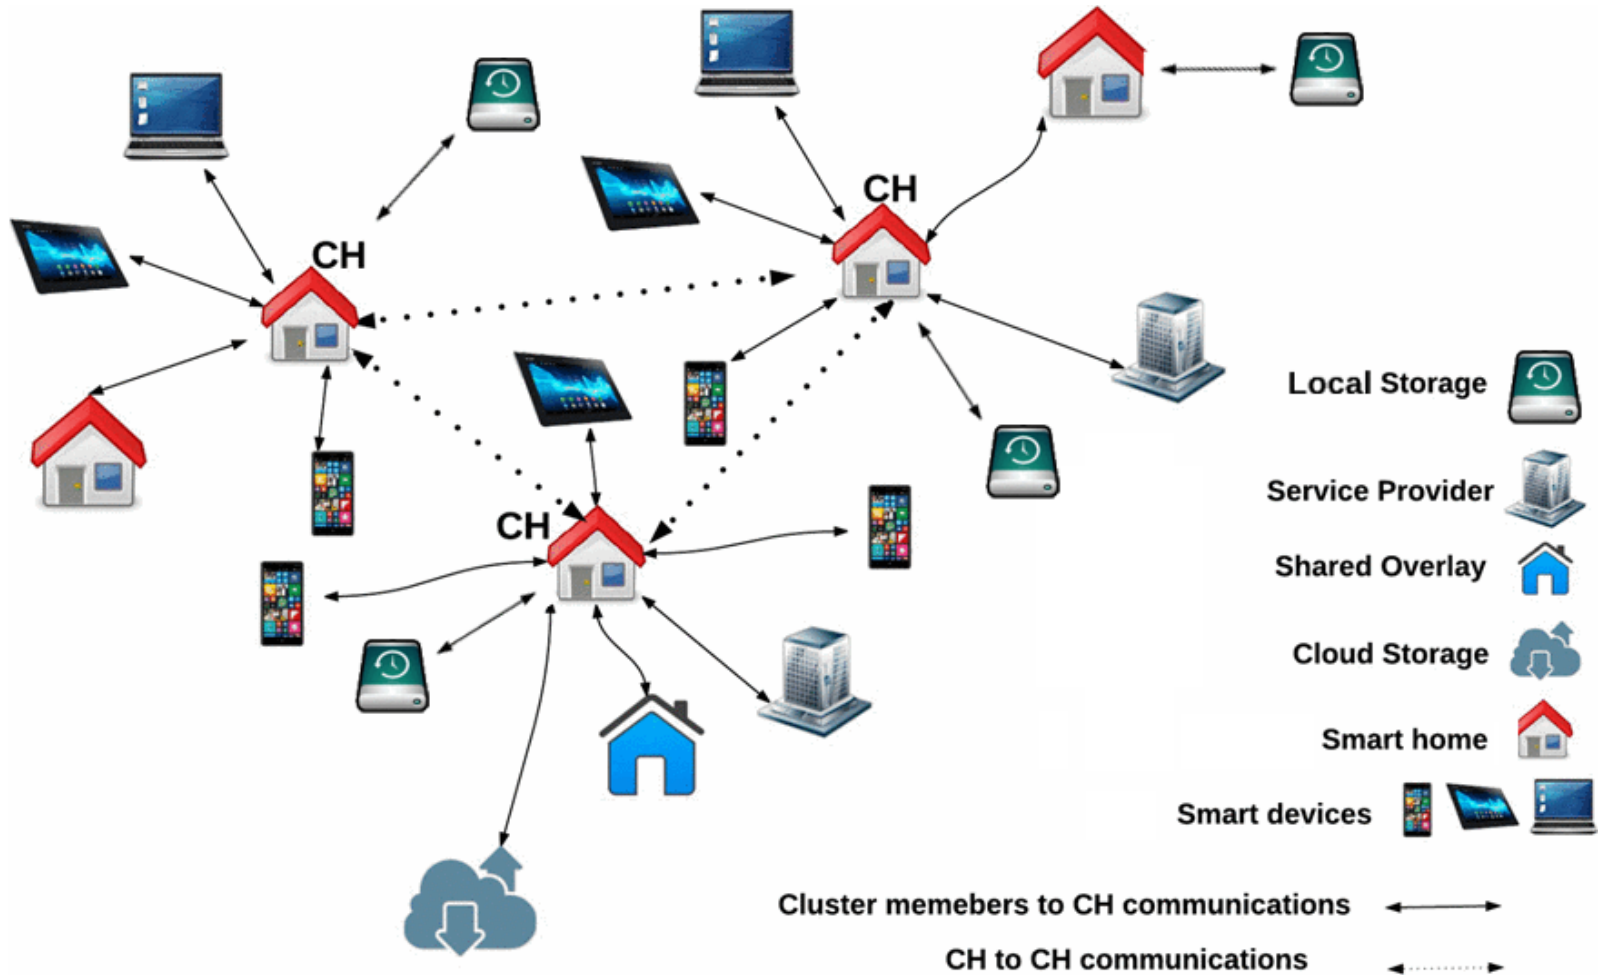 CH
CH
CH
Local Storage
Service Provider
Shared Overlay
Cloud Storage
Smart home
Smart devices
Cluster memebers to CH communications
CH to CH communications